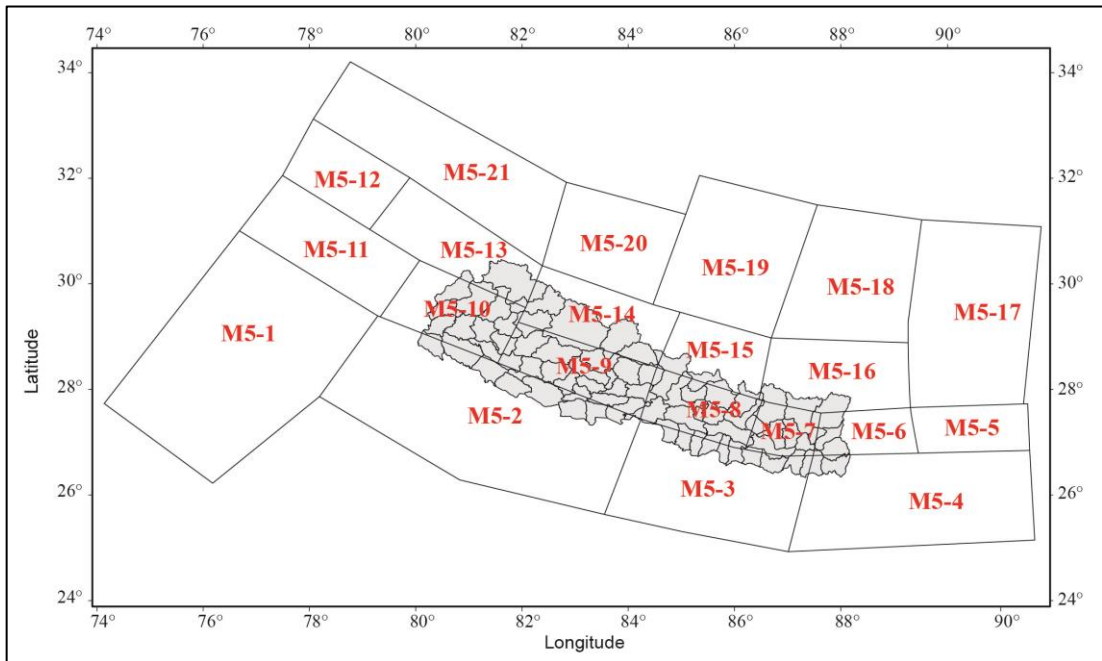 74° 76° 78° 80° 82° 84° 86° 88° 90°
34° 34°
M5-21
32° M5-12 32°
M5-20
M5-11 M5-13 M5-19
30° M5-18 30°
M5-10 M5-14 M5-17
M5-1
M5-15
M5-9 M5-16
28° 28°
M5-2 M5-8
M5-7 M5-6 M5-5
M5-3
M5-4
26° 26°
24° 24°
74° 76° 78° 80° 82° 84° 86° 88° 90°
Latitude
Longitude